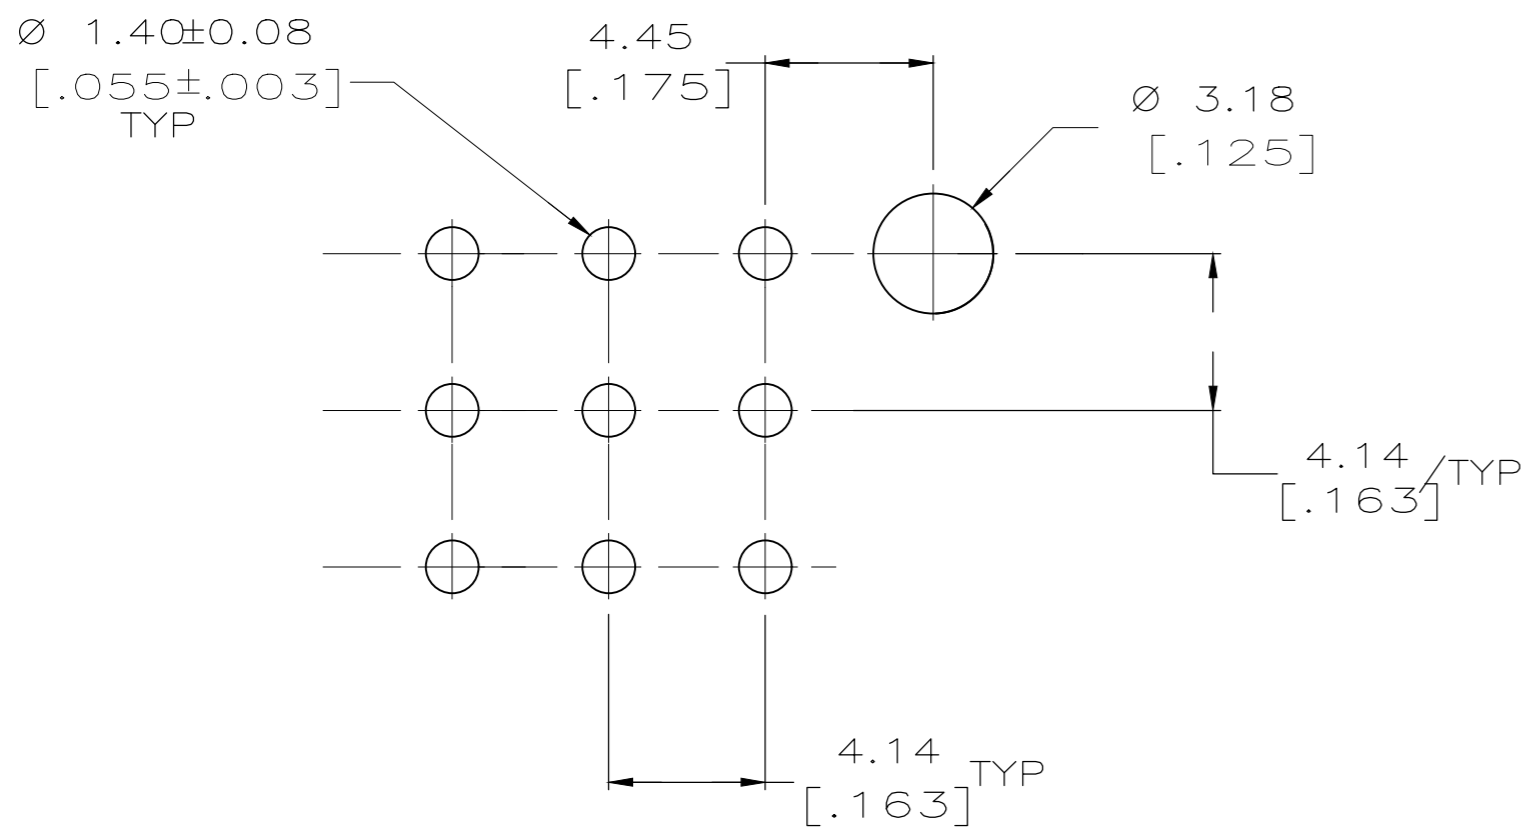 Ø 1.40±0.08
[.055±.003]
TYP
4.45
[.175]
Ø 3.18
[.125]
4.14
[.163]
/TYP
4.14
[.163]
TYP